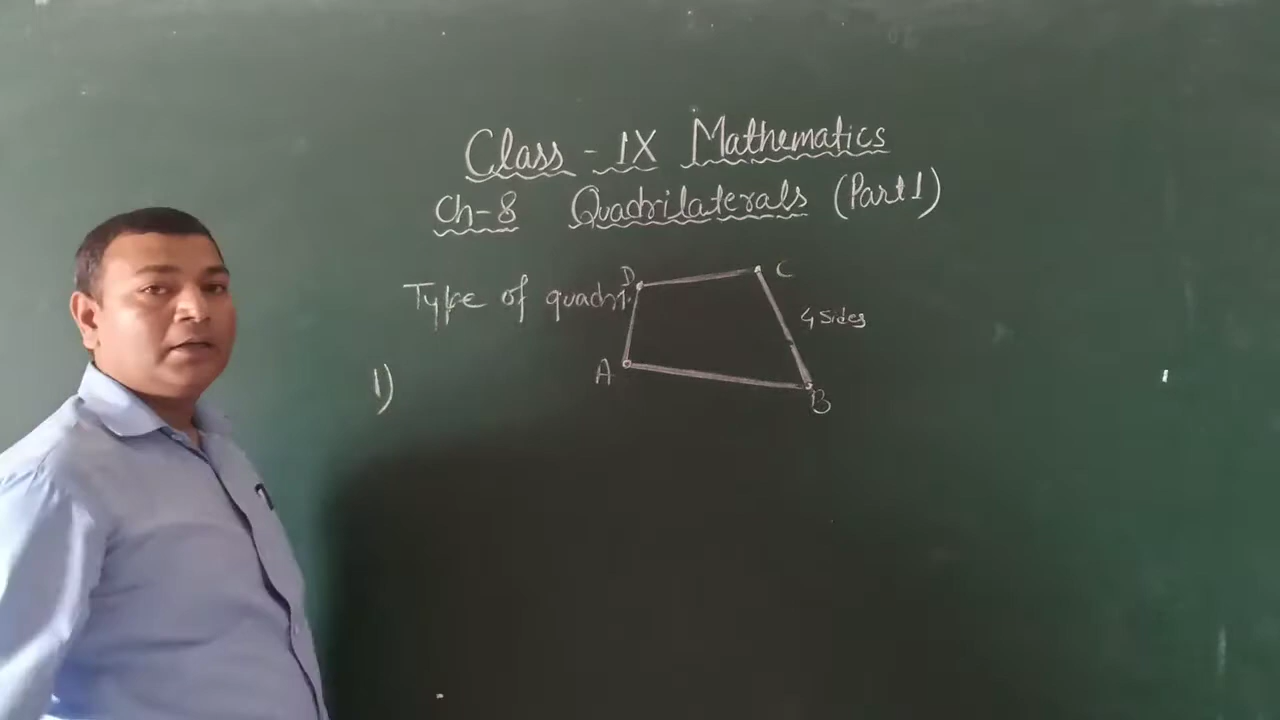 Class - IX Mathematics
Ch-8 Quadrilaterals (Part 1)
Type of quadri.
D
C
4 Sides
A
B
1)